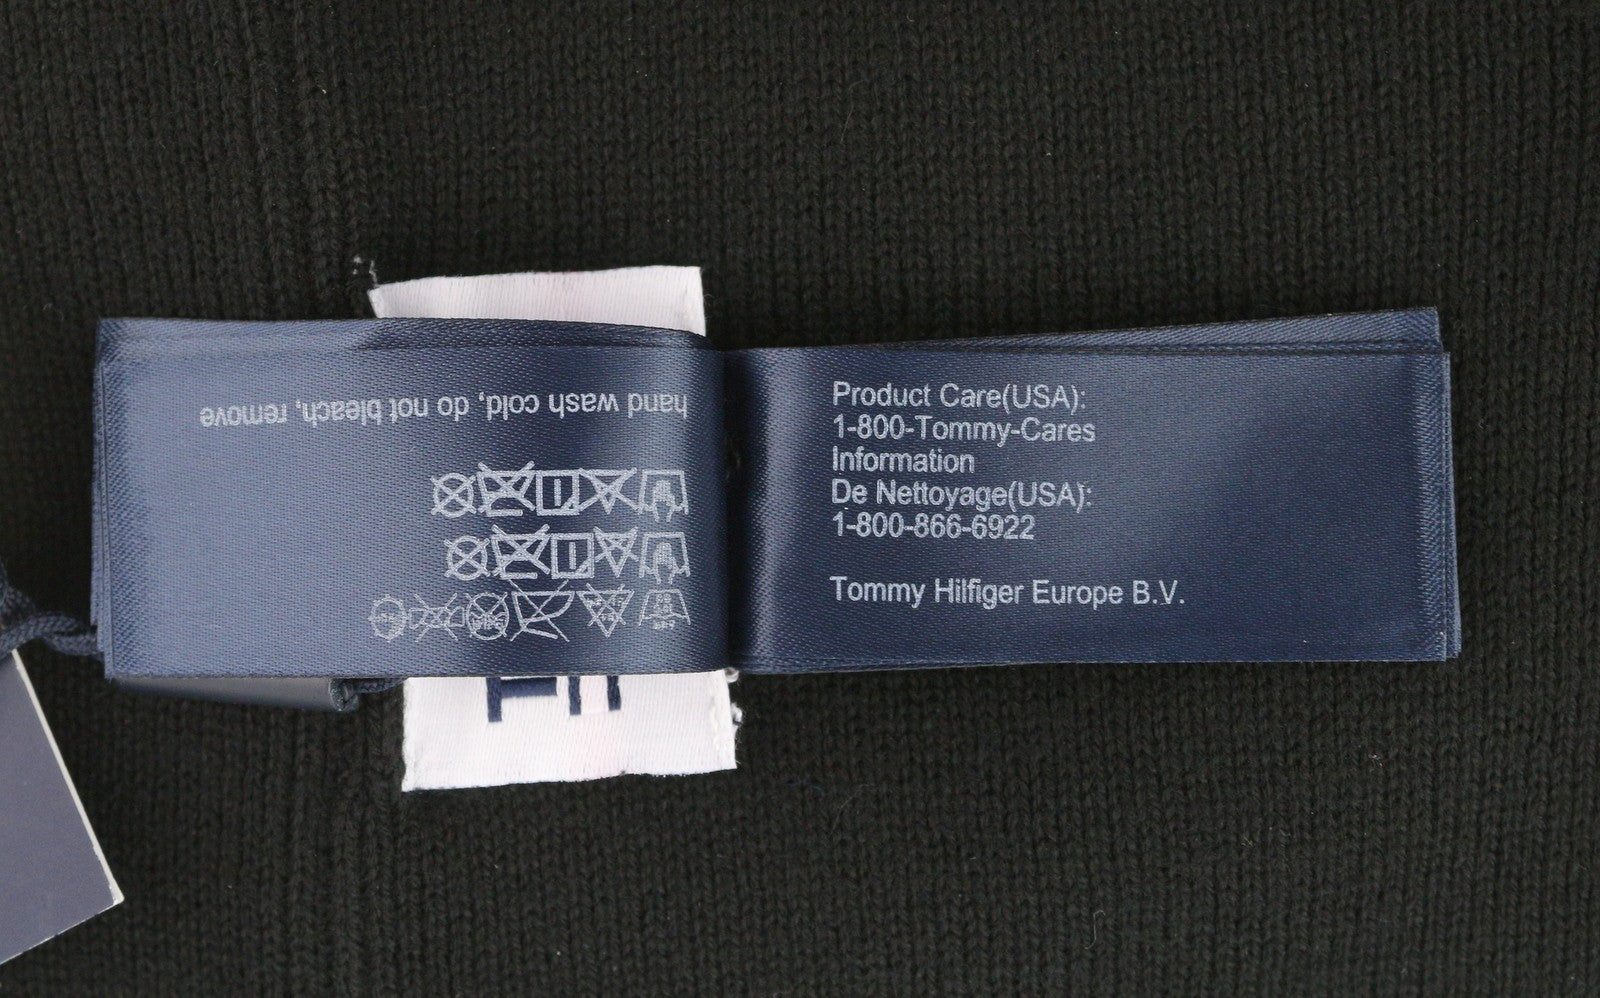 hand wash cold, do not bleach, remove
Product Care(USA):
1-800-Tommy-Cares
Information
De Nettoyage(USA):
1-800-866-6922
Tommy Hilfiger Europe B.V.